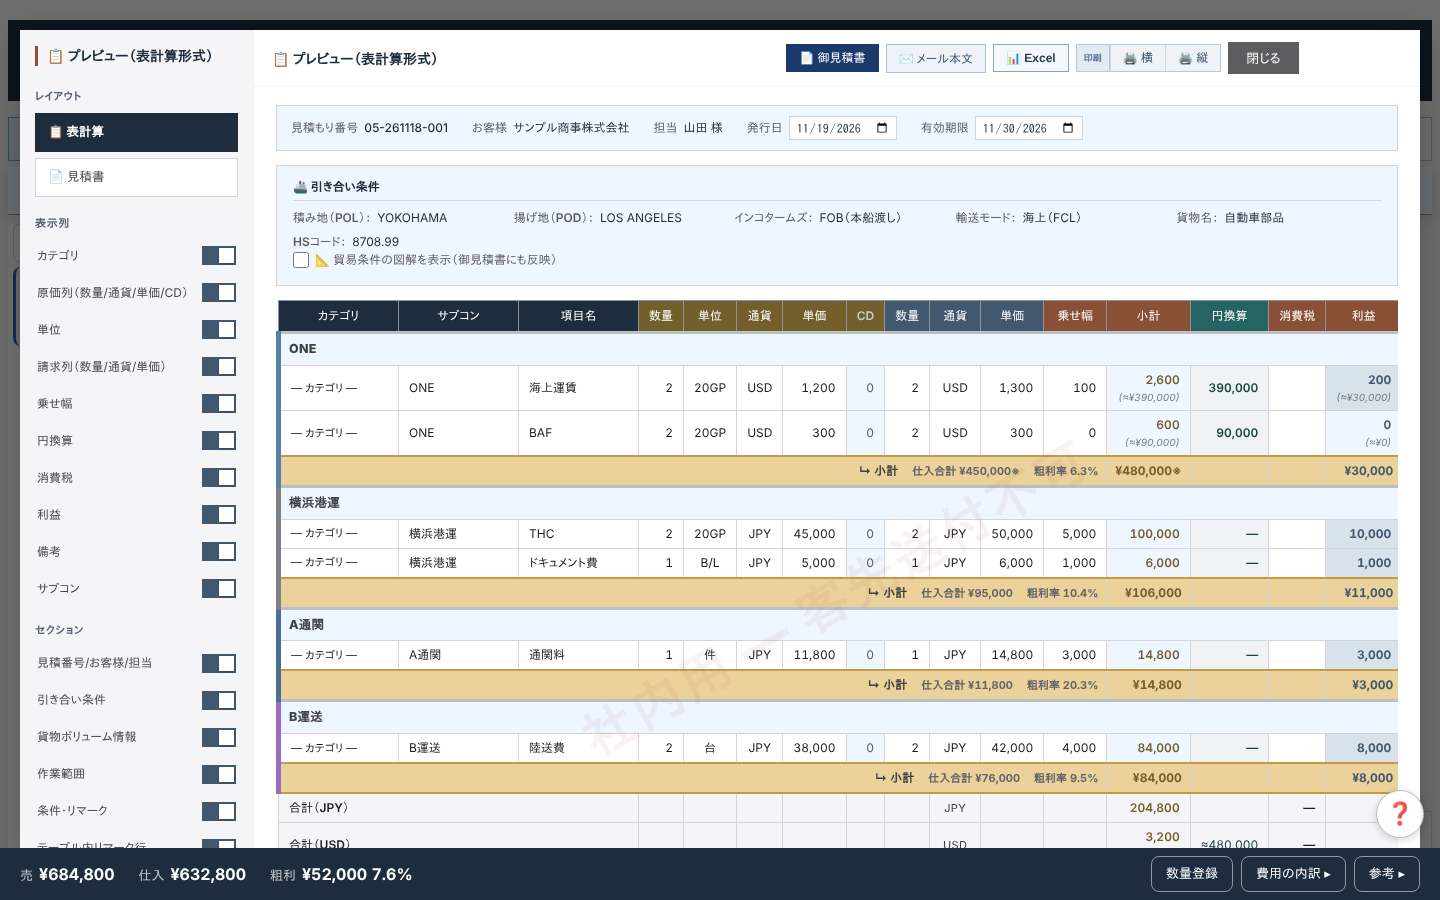 📋 プレビュー（表計算形式）
レイアウト
📋 表計算
📄 見積書
表示列
カテゴリ
原価列（数量/通貨/単価/CD）
単位
請求列（数量/通貨/単価）
乗せ幅
円換算
消費税
利益
備考
サブコン
セクション
見積番号/お客様/担当
引き合い条件
貨物ボリューム情報
作業範囲
条件・リマーク
テーブル内リマーク行
📋 プレビュー（表計算形式）
📄 御見積書 ✉️ メール本文 📊 Excel 印刷 🖨️ 横 🖨️ 縦 閉じる
見積もり番号 05-261118-001 お客様 サンプル商事株式会社 担当 山田 様 発行日 11/19/2026 有効期限 11/30/2026
🚢 引き合い条件
積み地（POL）： YOKOHAMA 揚げ地（POD）： LOS ANGELES インコタームズ： FOB（本船渡し） 輸送モード： 海上（FCL） 貨物名： 自動車部品
HSコード： 8708.99
📐 貿易条件の図解を表示（御見積書にも反映）
カテゴリ サブコン 項目名 数量 単位 通貨 単価 CD 数量 通貨 単価 乗せ幅 小計 円換算 消費税 利益
ONE
— カテゴリ — ONE 海上運賃 2 20GP USD 1,200 0 2 USD 1,300 100 2,600 (≈¥390,000) 390,000 200 (≈¥30,000)
— カテゴリ — ONE BAF 2 20GP USD 300 0 2 USD 300 0 600 (≈¥90,000) 90,000 0 (≈¥0)
↳ 小計 仕入合計 ¥450,000※ 粗利率 6.3% ¥480,000※ ¥30,000
横浜港運
— カテゴリ — 横浜港運 THC 2 20GP JPY 45,000 0 2 JPY 50,000 5,000 100,000 — 10,000
— カテゴリ — 横浜港運 ドキュメント費 1 B/L JPY 5,000 0 1 JPY 6,000 1,000 6,000 — 1,000
↳ 小計 仕入合計 ¥95,000 粗利率 10.4% ¥106,000 ¥11,000
A通関
— カテゴリ — A通関 通関料 1 件 JPY 11,800 0 1 JPY 14,800 3,000 14,800 — 3,000
↳ 小計 仕入合計 ¥11,800 粗利率 20.3% ¥14,800 ¥3,000
B運送
— カテゴリ — B運送 陸送費 2 台 JPY 38,000 0 2 JPY 42,000 4,000 84,000 — 8,000
↳ 小計 仕入合計 ¥76,000 粗利率 9.5% ¥84,000 ¥8,000
合計（JPY） JPY 204,800 —
合計（USD） USD 3,200 ≈480,000 —
社内用 — 客先送付不可
❓
売 ¥684,800 仕入 ¥632,800 粗利 ¥52,000 7.6%
数量登録 費用の内訳 ▸ 参考 ▸